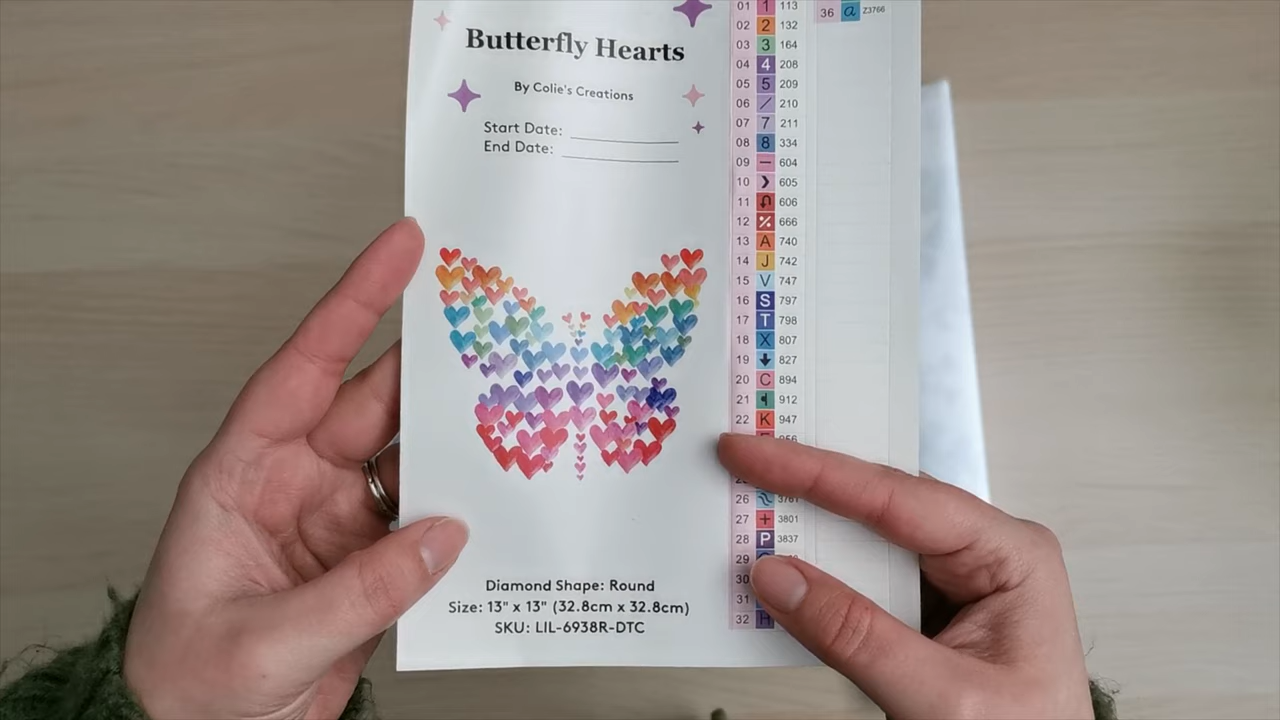 Butterfly Hearts
By Colie's Creations
Start Date: ____________
End Date: ____________
Diamond Shape: Round
Size: 13" x 13" (32.8cm x 32.8cm)
SKU: LIL-6938R-DTC
01 1 113
02 2 132
03 3 164
04 4 208
05 5 209
06 / 210
07 7 211
08 8 334
09 – 604
10 ❯ 605
11 606
12 % 666
13 A 740
14 J 742
15 V 747
16 S 797
17 T 798
18 X 807
19 ↓ 827
20 C 894
21 912
22 K 947
956
26 3761
27 + 3801
28 P 3837
29
30
31
32 H
36 a Z3766